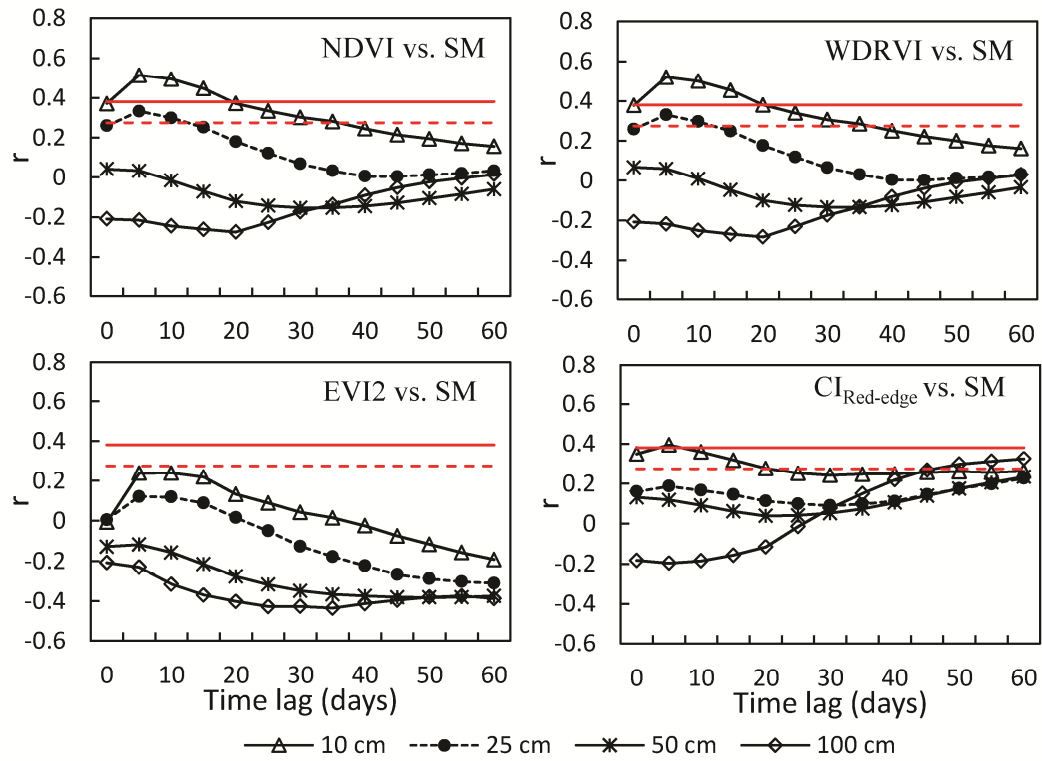 NDVI vs. SM
r
0.8
0.6
0.4
0.2
0
-0.2
-0.4
-0.6
0 10 20 30 40 50 60
WDRVI vs. SM
r
0.8
0.6
0.4
0.2
0
-0.2
-0.4
-0.6
0 10 20 30 40 50 60
EVI2 vs. SM
r
0.8
0.6
0.4
0.2
0
-0.2
-0.4
-0.6
0 10 20 30 40 50 60
Time lag (days)
CIRed-edge vs. SM
r
0.8
0.6
0.4
0.2
0
-0.2
-0.4
-0.6
0 10 20 30 40 50 60
Time lag (days)
10 cm 25 cm 50 cm 100 cm